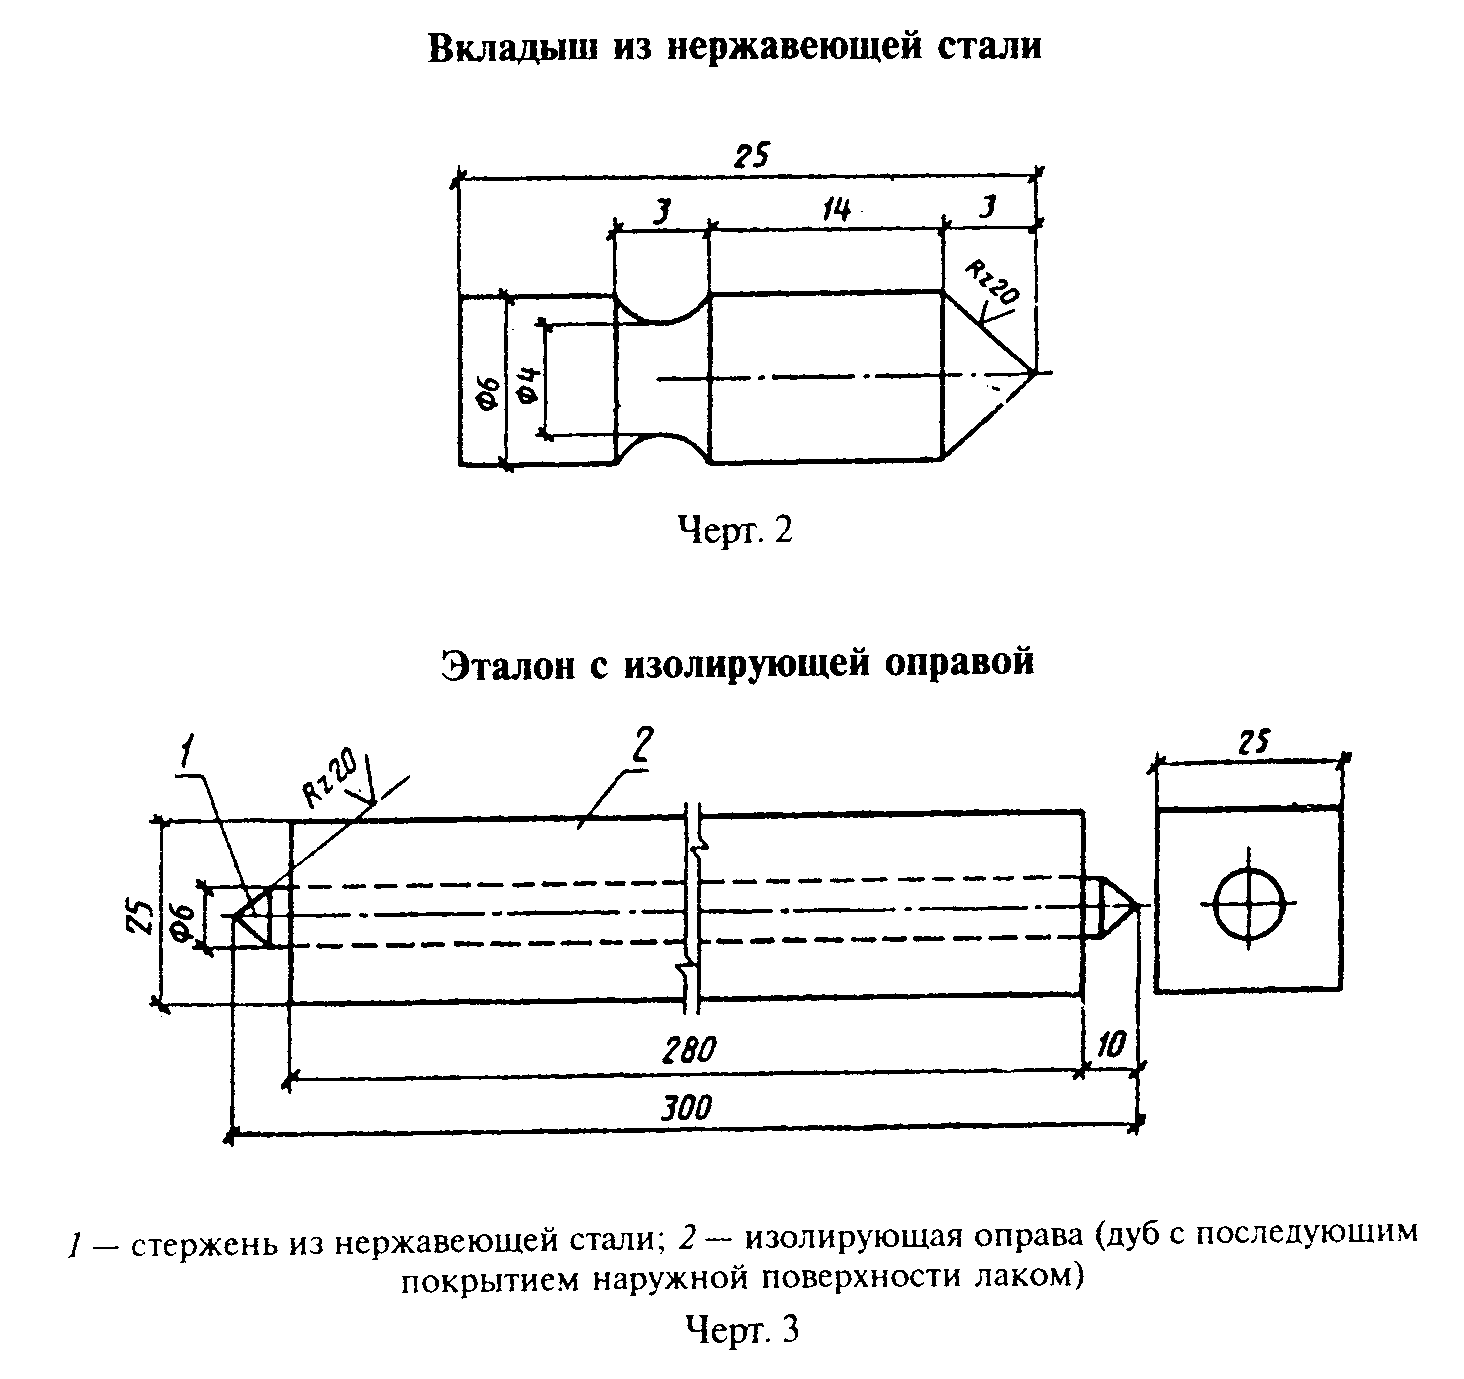 Вкладыш из нержавеющей стали
25
3 14 3
Rz20
Ф6 Ф4
Черт. 2
Эталон с изолирующей оправой
1 Rz20 2 25
25 Ф6
280 10
300
1 — стержень из нержавеющей стали; 2 — изолирующая оправа (дуб с последующим
покрытием наружной поверхности лаком)
Черт. 3